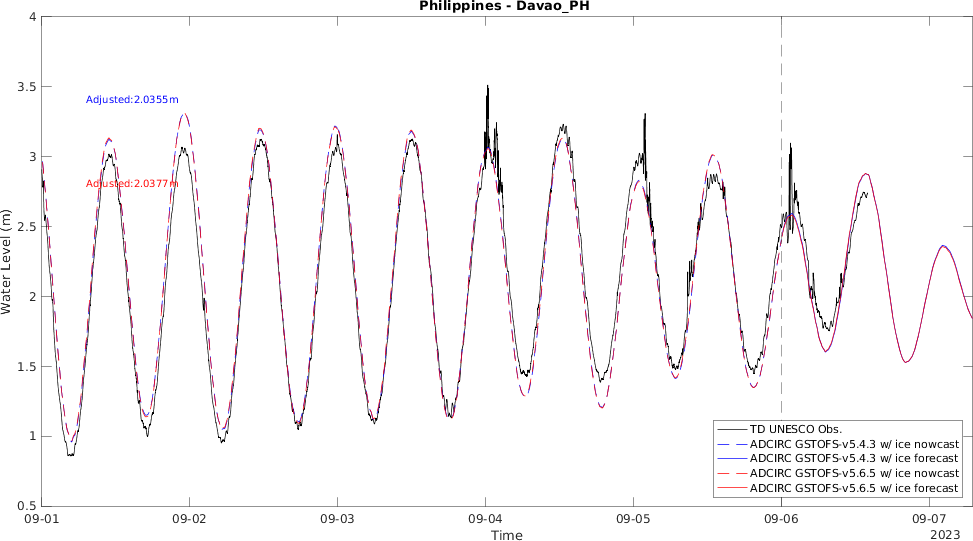 Philippines - Davao_PH
4
3.5
3
2.5
2
1.5
1
0.5
Water Level (m)
Adjusted:2.0355m
Adjusted:2.0377m
TD UNESCO Obs.
ADCIRC GSTOFS-v5.4.3 w/ ice nowcast
ADCIRC GSTOFS-v5.4.3 w/ ice forecast
ADCIRC GSTOFS-v5.6.5 w/ ice nowcast
ADCIRC GSTOFS-v5.6.5 w/ ice forecast
09-01 09-02 09-03 09-04 09-05 09-06 09-07
Time
2023